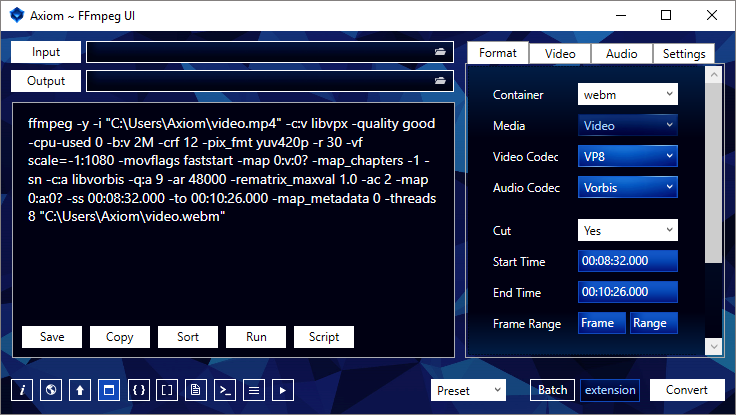 Axiom ~ FFmpeg UI
Input
Output
ffmpeg -y -i "C:\Users\Axiom\video.mp4" -c:v libvpx -quality good
-cpu-used 0 -b:v 2M -crf 12 -pix_fmt yuv420p -r 30 -vf
scale=-1:1080 -movflags faststart -map 0:v:0? -map_chapters -1 -
sn -c:a libvorbis -q:a 9 -ar 48000 -rematrix_maxval 1.0 -ac 2 -map
0:a:0? -ss 00:08:32.000 -to 00:10:26.000 -map_metadata 0 -threads
8 "C:\Users\Axiom\video.webm"
Save Copy Sort Run Script
Format Video Audio Settings
Container webm
Media Video
Video Codec VP8
Audio Codec Vorbis
Cut Yes
Start Time 00:08:32.000
End Time 00:10:26.000
Frame Range Frame Range
Preset Batch extension Convert